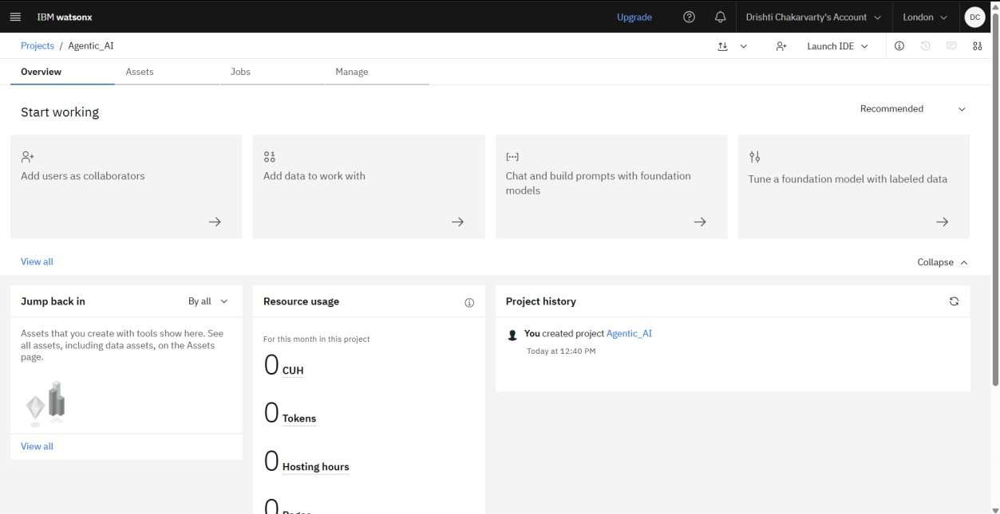 IBM watsonx
Upgrade
Drishti Chakarvarty's Account
London
DC
Projects / Agentic_AI
Launch IDE
Overview
Assets
Jobs
Manage
Start working
Recommended
Add users as collaborators
Add data to work with
Chat and build prompts with foundation
models
Tune a foundation model with labeled data
View all
Collapse
Jump back in
By all
Assets that you create with tools show here. See
all assets, including data assets, on the Assets
page.
View all
Resource usage
For this month in this project
0 CUH
0 Tokens
0 Hosting hours
0 Pages
Project history
You created project Agentic_AI
Today at 12:40 PM